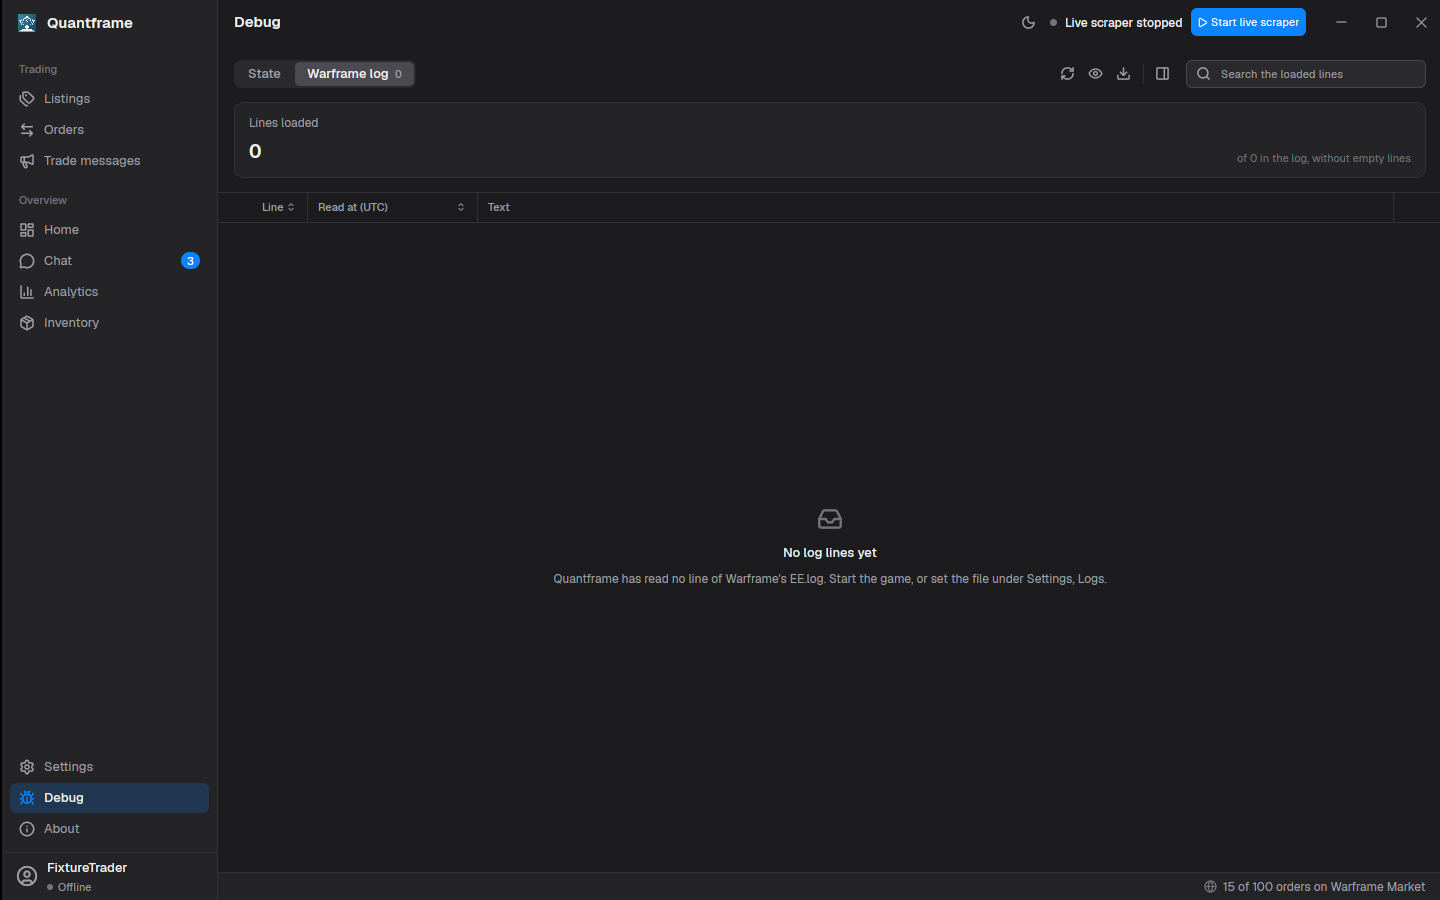 Quantframe
Debug
Live scraper stopped
Start live scraper
Trading
Listings
Orders
Trade messages
Overview
Home
Chat
3
Analytics
Inventory
Settings
Debug
About
FixtureTrader
Offline
State
Warframe log 0
Search the loaded lines
Lines loaded
0
of 0 in the log, without empty lines
Line
Read at (UTC)
Text
No log lines yet
Quantframe has read no line of Warframe's EE.log. Start the game, or set the file under Settings, Logs.
15 of 100 orders on Warframe Market